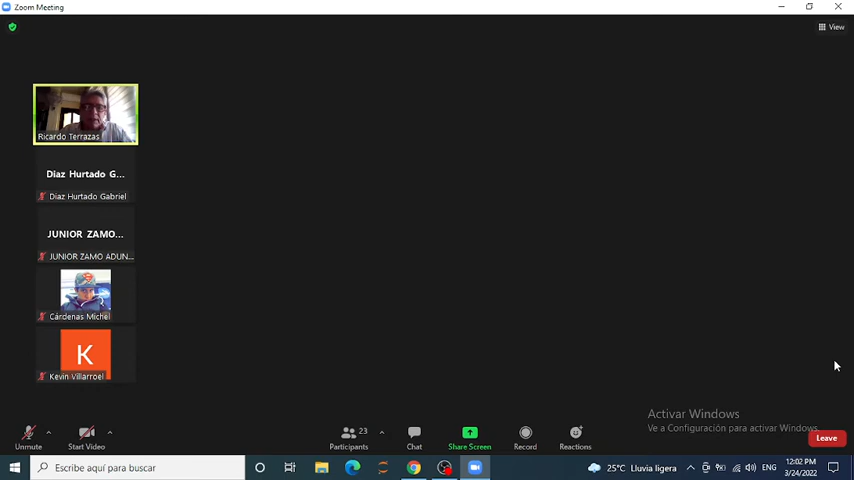 Zoom Meeting
View
Ricardo Terrazas
Diaz Hurtado G...
Diaz Hurtado Gabriel
JUNIOR ZAMO...
JUNIOR ZAMO ADUN...
Cárdenas Michel
K
Kevin Villarroel
Activar Windows
Ve a Configuración para activar Windows.
Unmute
Start Video
23
Participants
Chat
Share Screen
Record
Reactions
Leave
Escribe aquí para buscar
25°C Lluvia ligera
ENG
12:02 PM
3/24/2022